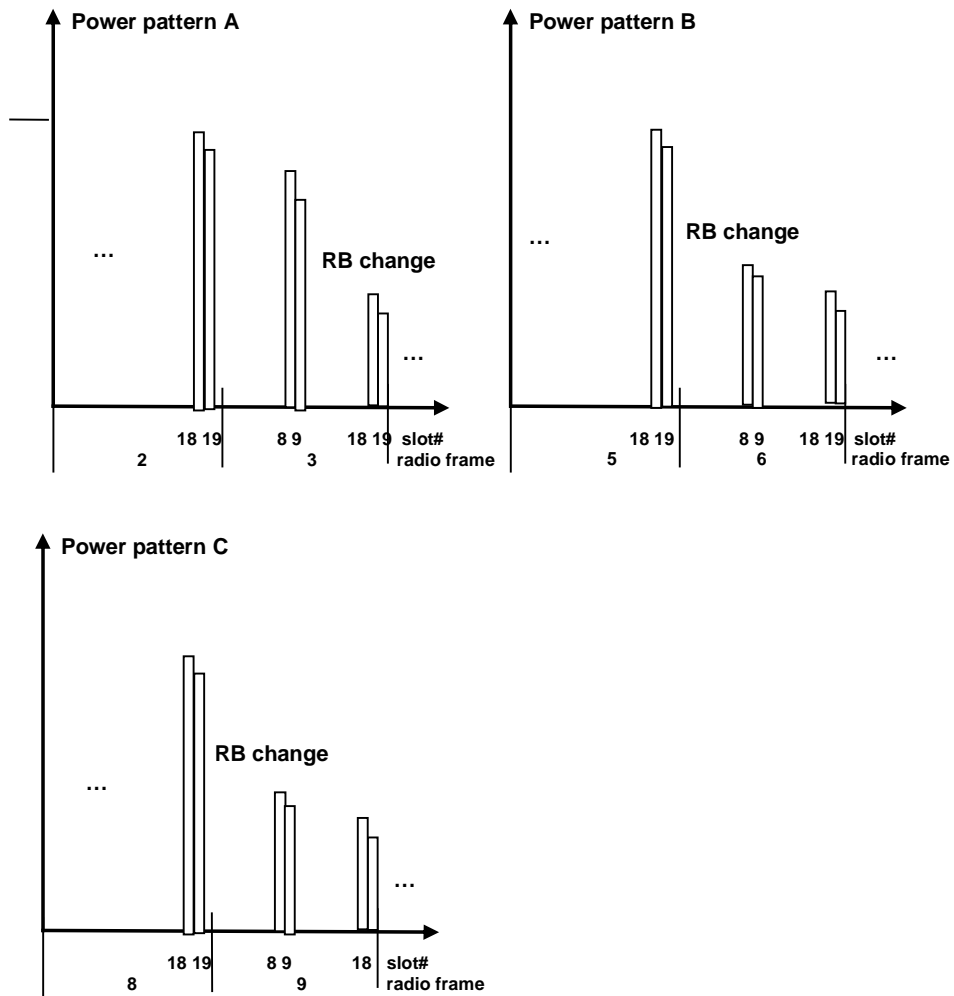 Power pattern A
...
RB change
...
18 19 8 9 18 19 slot#
2 3 radio frame
Power pattern B
...
RB change
...
18 19 8 9 18 19 slot#
5 6 radio frame
Power pattern C
...
RB change
...
18 19 8 9 18 slot#
8 9 radio frame